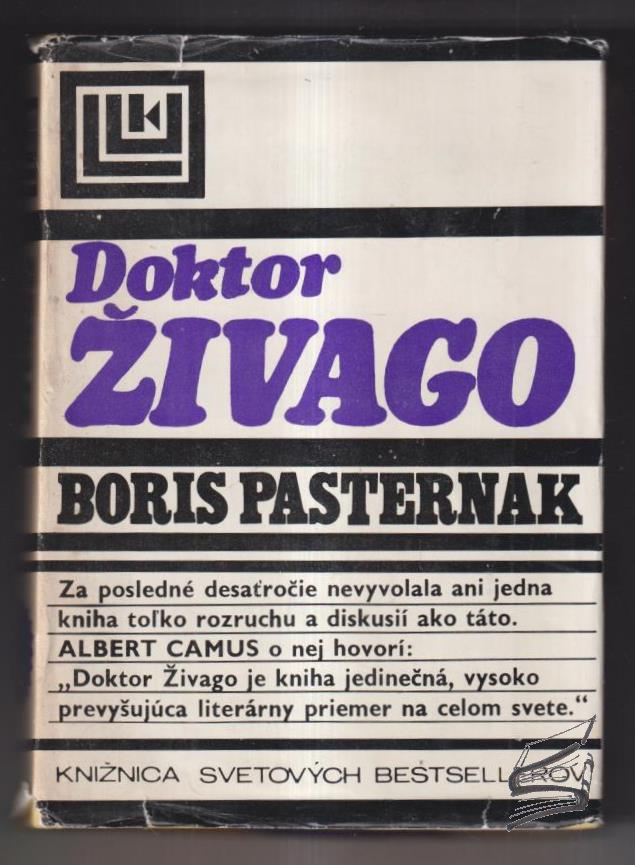 Doktor
ŽIVAGO
BORIS PASTERNAK
Za posledné desaťročie nevyvolala ani jedna
kniha toľko rozruchu a diskusií ako táto.
ALBERT CAMUS o nej hovorí:
„Doktor Živago je kniha jedinečná, vysoko
prevyšujúca literárny priemer na celom svete.“
KNIŽNICA SVETOVÝCH BESTSELLEROV